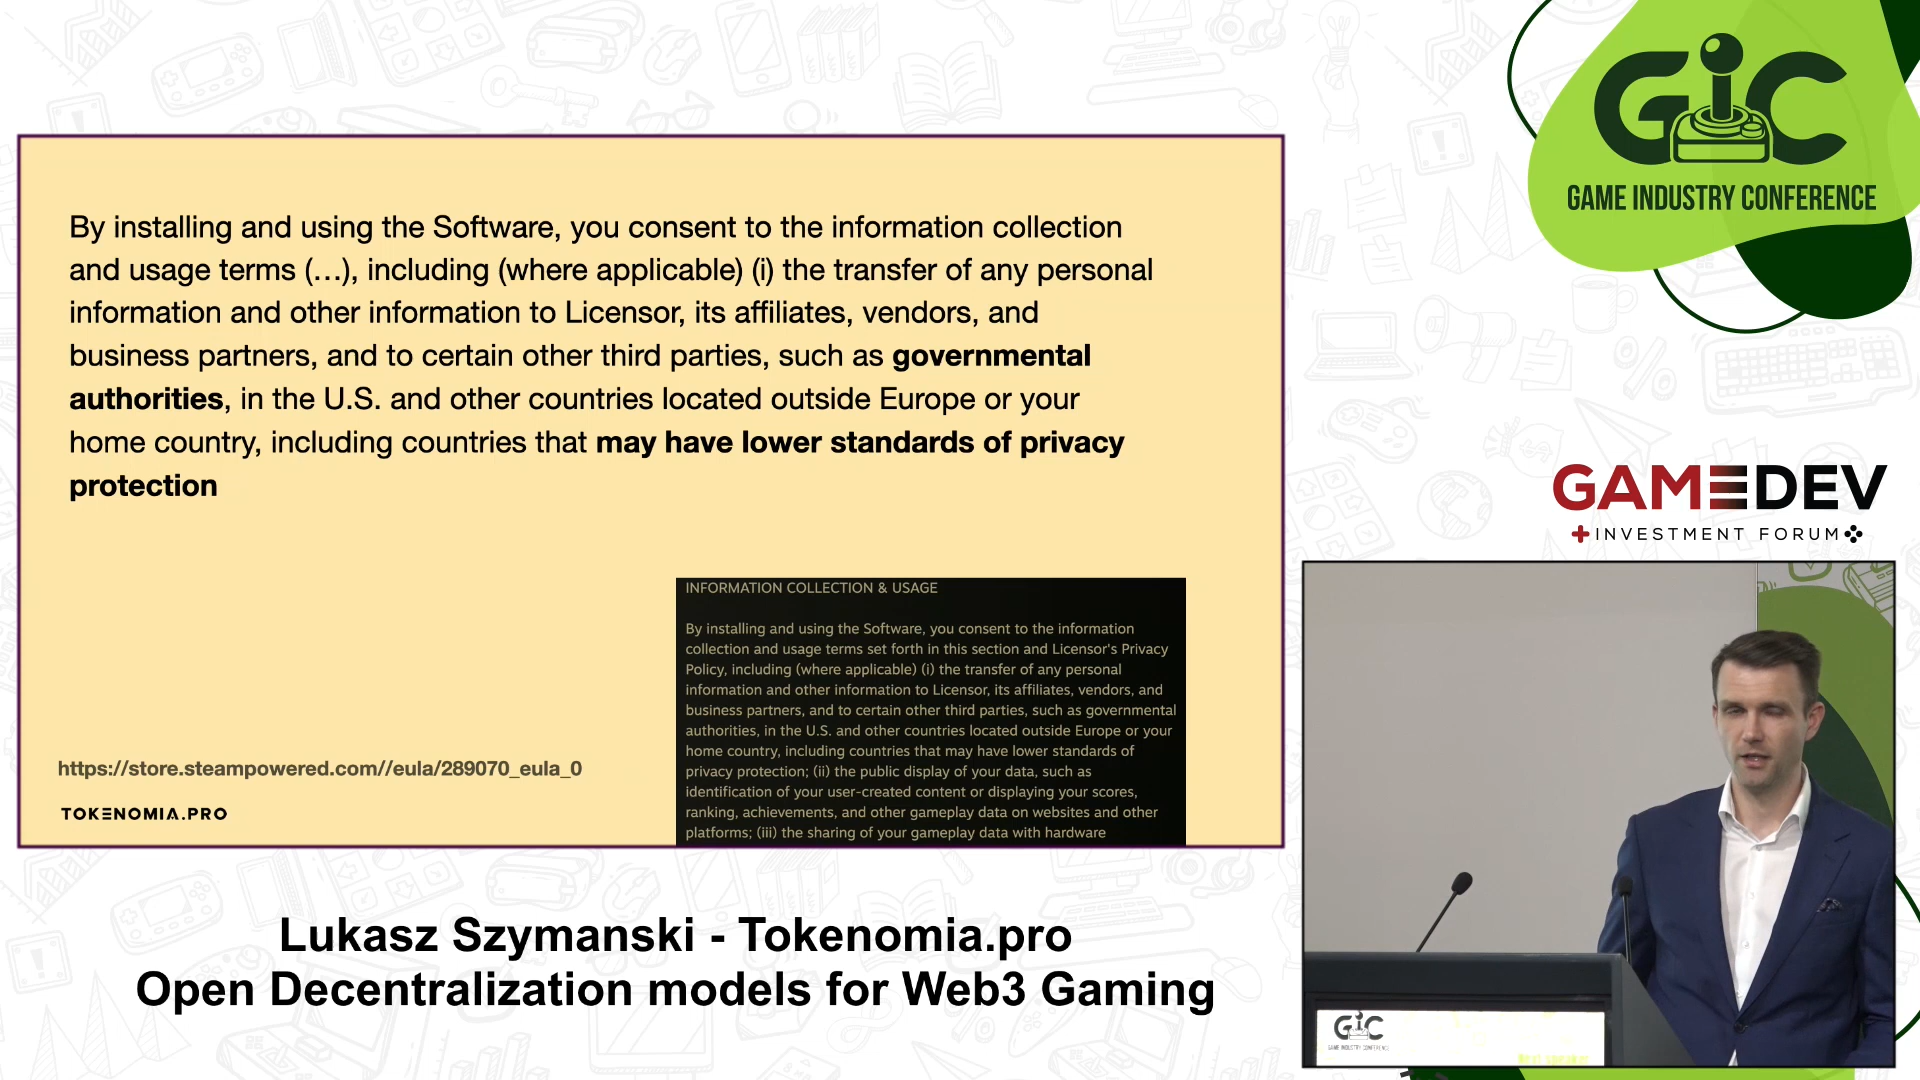 By installing and using the Software, you consent to the information collection
and usage terms (…), including (where applicable) (i) the transfer of any personal
information and other information to Licensor, its affiliates, vendors, and
business partners, and to certain other third parties, such as governmental
authorities, in the U.S. and other countries located outside Europe or your
home country, including countries that may have lower standards of privacy
protection
INFORMATION COLLECTION & USAGE
By installing and using the Software, you consent to the information
collection and usage terms set forth in this section and Licensor's Privacy
Policy, including (where applicable) (i) the transfer of any personal
information and other information to Licensor, its affiliates, vendors, and
business partners, and to certain other third parties, such as governmental
authorities, in the U.S. and other countries located outside Europe or your
home country, including countries that may have lower standards of
privacy protection; (ii) the public display of your data, such as
identification of your user-created content or displaying your scores,
ranking, achievements, and other gameplay data on websites and other
platforms; (iii) the sharing of your gameplay data with hardware
https://store.steampowered.com//eula/289070_eula_0
TOKENOMIA.PRO
Lukasz Szymanski - Tokenomia.pro
Open Decentralization models for Web3 Gaming
GIC
GAME INDUSTRY CONFERENCE
GAMEDEV
INVESTMENT FORUM
GIC
GAME INDUSTRY CONFERENCE